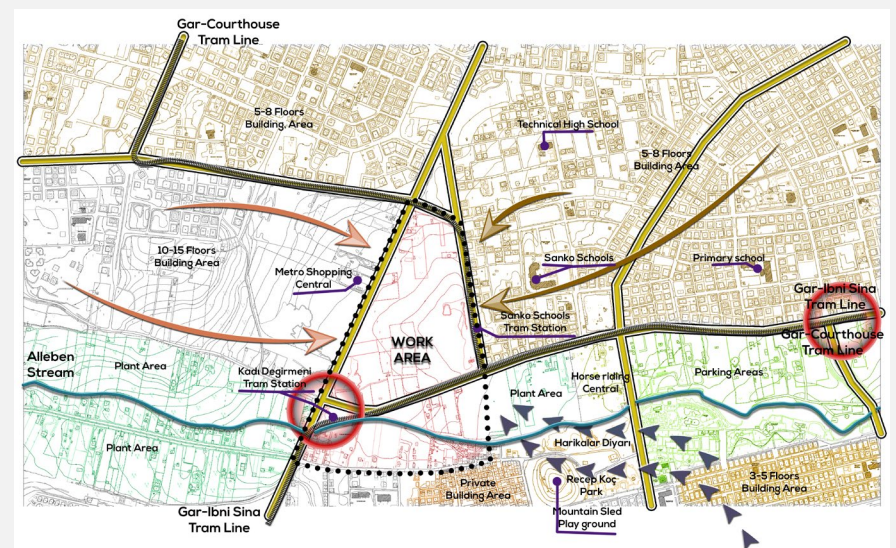 Gar-Courthouse
Tram Line
5-8 Floors
Building, Area
Technical High School
5-8 Floors
Building Area
10-15 Floors
Building Area
Metro Shopping
Central
Sanko Schools
Primary school
Gar-Ibni Sina
Tram Line
Sanko Schools
Tram Station
Gar-Courthouse
Tram Line
WORK
AREA
Alleben
Stream
Plant Area
Kadı Degirmeni
Tram Station
Plant Area
Horse riding
Central
Parking Areas
Plant Area
Harikalar Diyarı
Private
Building Area
Recep Koç
Park
3-5 Floors
Building Area
Gar-Ibni Sina
Tram Line
Mountain Sled
Play ground